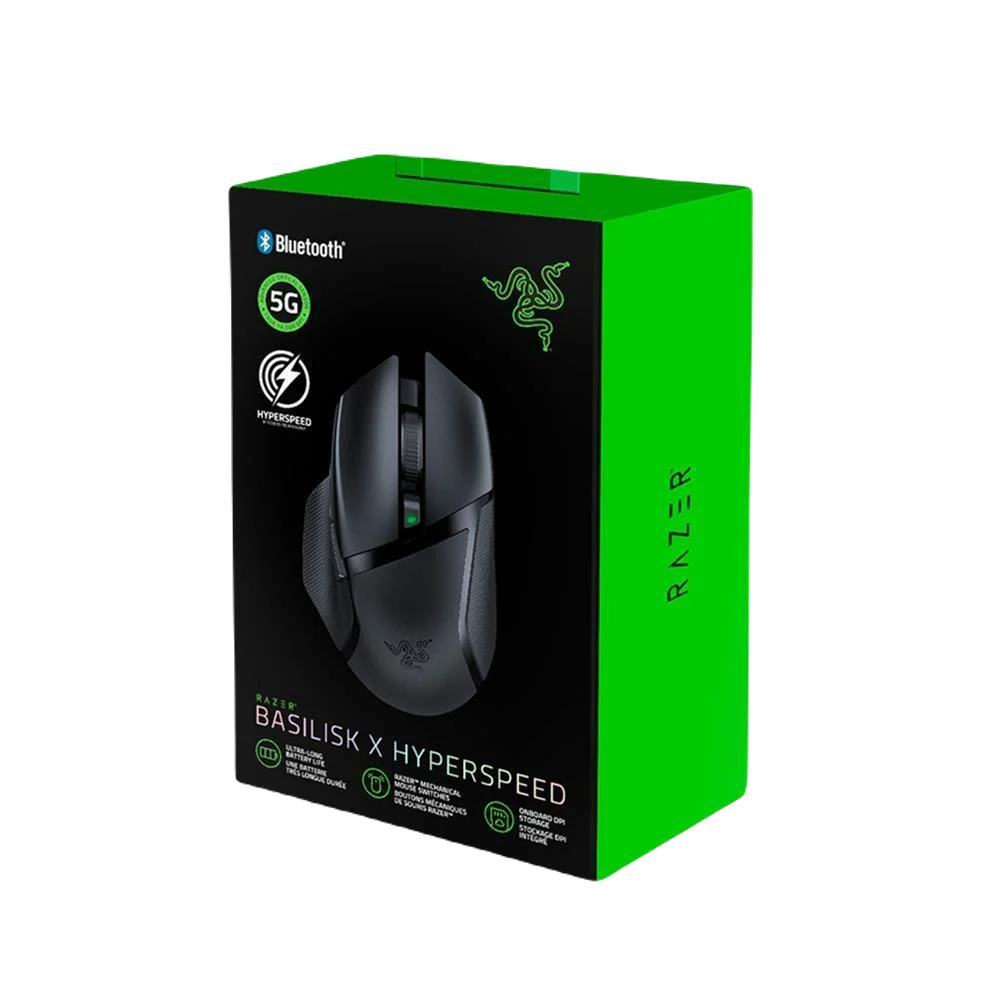 Bluetooth®
5G
HYPERSPEED
RAZER™
BASILISK X HYPERSPEED
ULTRA-LONG
BATTERY LIFE
UNE BATTERIE
TRÈS LONGUE DURÉE
RAZER™ MECHANICAL
MOUSE SWITCHES
BOUTONS MÉCANIQUES
DE SOURIS RAZER™
ONBOARD DPI
STORAGE
STOCKAGE DPI
INTÉGRÉ
RAZER